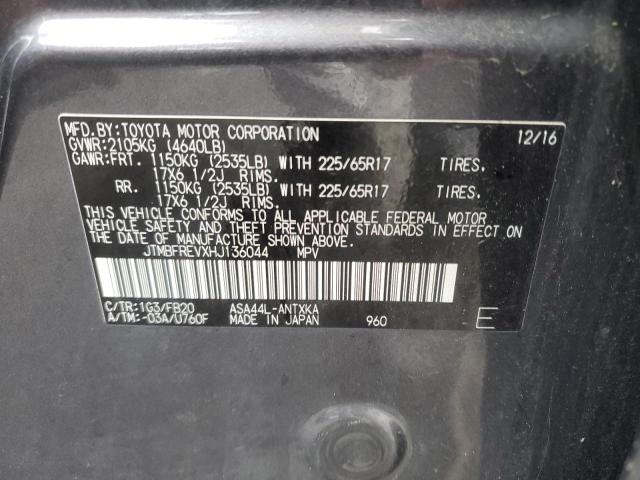 MFD.BY:TOYOTA MOTOR CORPORATION 12/16
GVWR:2105KG (4640LB)
GAWR:FRT. 1150KG (2535LB) WITH 225/65R17 TIRES.
17X6 1/2J RIMS.
RR. 1150KG (2535LB) WITH 225/65R17 TIRES.
17X6 1/2J RIMS.
THIS VEHICLE CONFORMS TO ALL APPLICABLE FEDERAL MOTOR
VEHICLE SAFETY AND THEFT PREVENTION STANDARDS IN EFFECT ON
THE DATE OF MANUFACTURE SHOWN ABOVE.
JTMBFREVXHJ136044 MPV
C/TR:1G3/FB20 ASA44L-ANTXKA
A/TM:-03A/U760F MADE IN JAPAN 960 E